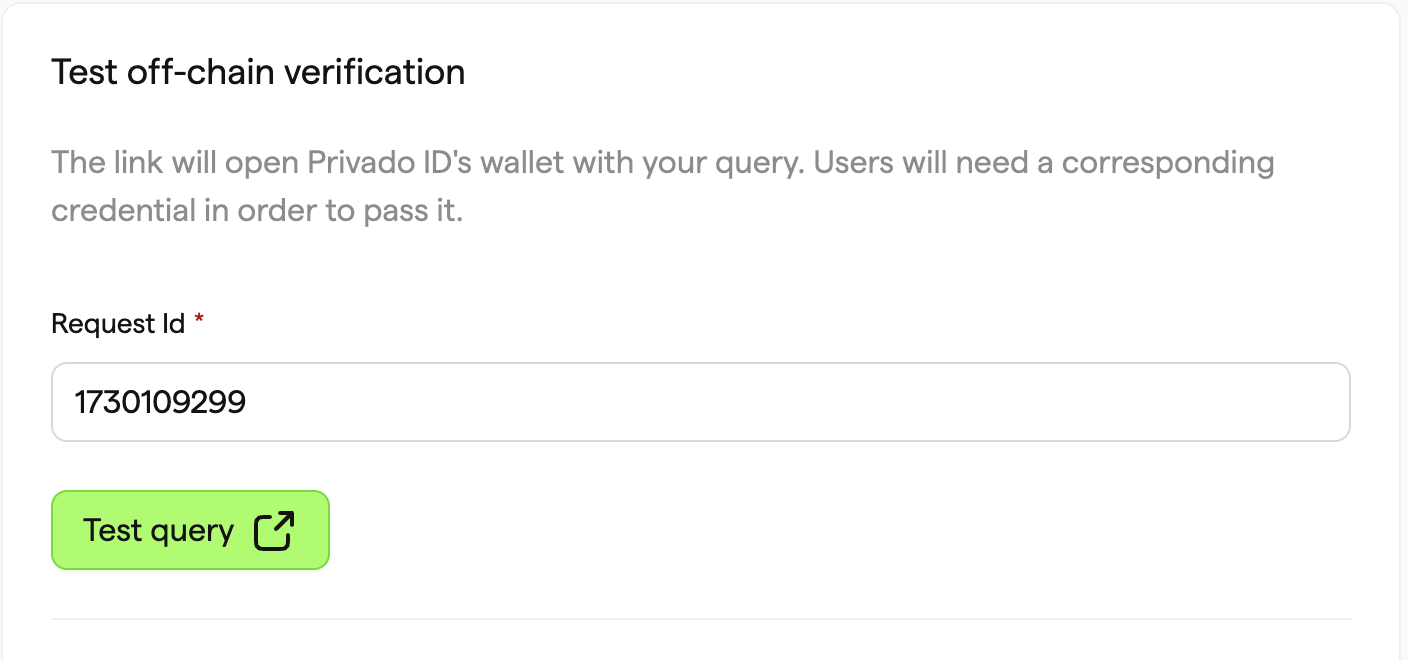 Test off-chain verification
The link will open Privado ID's wallet with your query. Users will need a corresponding
credential in order to pass it.
Request Id *
1730109299
Test query